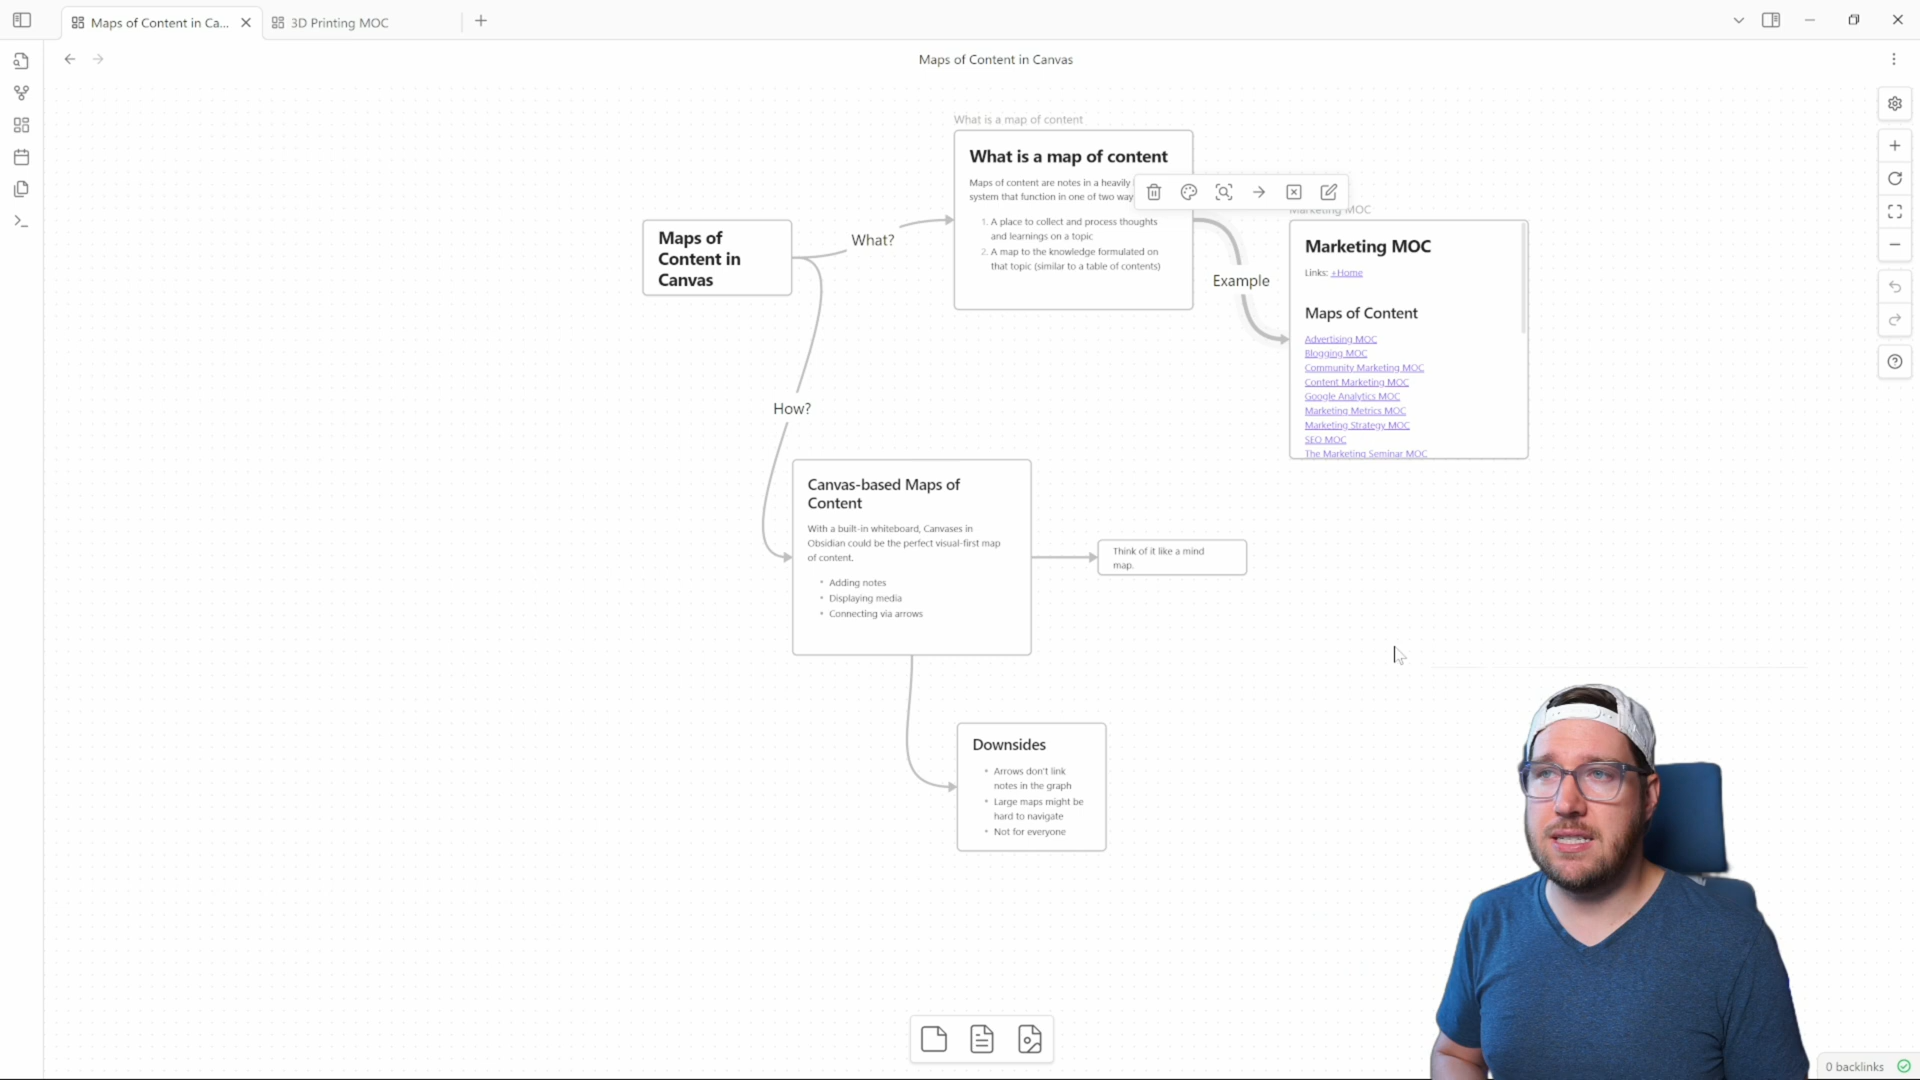 Maps of Content in Ca...
3D Printing MOC
Maps of Content in Canvas
What is a map of content
What is a map of content
Maps of content are notes in a heavily
system that function in one of two way
1. A place to collect and process thoughts
and learnings on a topic
2. A map to the knowledge formulated on
that topic (similar to a table of contents)
Maps of
Content in
Canvas
What?
Example
Marketing MOC
Marketing MOC
Links: +Home
Maps of Content
Advertising MOC
Blogging MOC
Community Marketing MOC
Content Marketing MOC
Google Analytics MOC
Marketing Metrics MOC
Marketing Strategy MOC
SEO MOC
The Marketing Seminar MOC
How?
Canvas-based Maps of
Content
With a built-in whiteboard, Canvases in
Obsidian could be the perfect visual-first map
of content.
• Adding notes
• Displaying media
• Connecting via arrows
Think of it like a mind
map.
Downsides
• Arrows don't link
notes in the graph
• Large maps might be
hard to navigate
• Not for everyone
0 backlinks